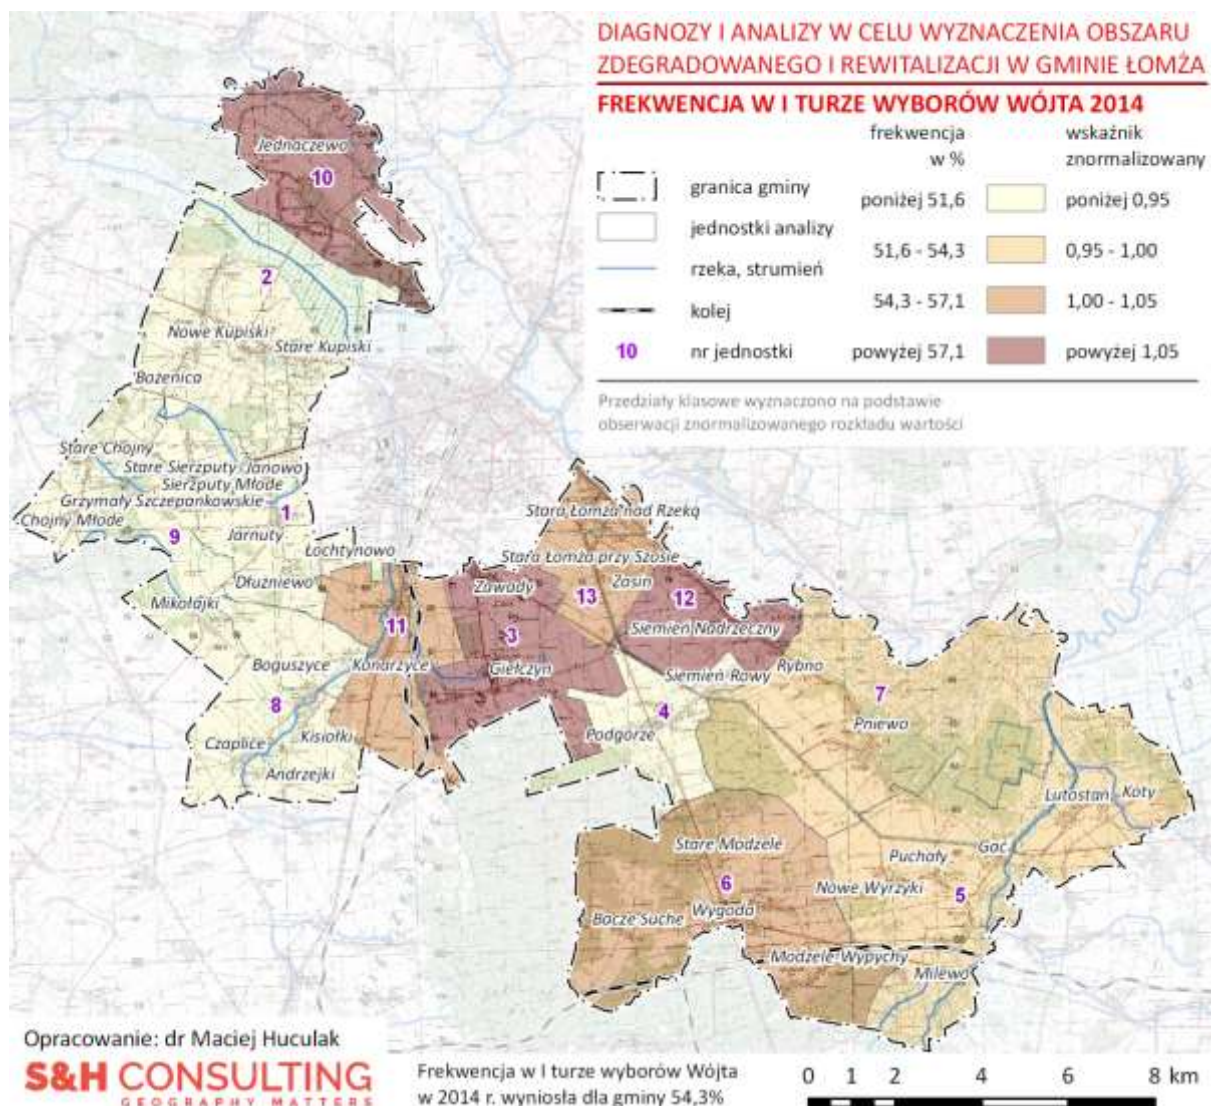 DIAGNOZY I ANALIZY W CELU WYZNACZENIA OBSZARU
ZDEGRADOWANEGO I REWITALIZACJI W GMINIE ŁOMŻA
FREKWENCJA W I TURZE WYBORÓW WÓJTA 2014
frekwencja
w %
wskaźnik
znormalizowany
granica gminy
jednostki analizy
rzeka, strumień
kolej
10 nr jednostki
poniżej 51,6 poniżej 0,95
51,6 - 54,3 0,95 - 1,00
54,3 - 57,1 1,00 - 1,05
powyżej 57,1 powyżej 1,05
Przedziały klasowe wyznaczono na podstawie
obserwacji znormalizowanego rozkładu wartości
Jednaczewo
10
2
Nowe Kupiski
Stare Kupiski
Bożenica
Stare Chojny
Stare Sierzputy Janowo
Sierzputy Młode
Grzymały Szczepankowskie
1
Chojny Młode
9
Jarnuty
Łochtynowo
Dłużniewo
Mikołajki
11
Boguszyce
Konarzyce
8
Czaplice
Kisiołki
Andrzejki
Stara Łomża nad Rzeką
Stara Łomża przy Szosie
Zawady
Zosin
13
12
3
Siemień Nadrzeczny
Giełczyn
Siemień Rowy
Rybno
4
7
Podgórze
Pniewo
Lutostań
Koty
Stare Modzele
Puchały
Gać
6
Nowe Wyrzyki
5
Bacze Suche
Wygoda
Modzele-Wypychy
Milewo
Opracowanie: dr Maciej Huculak
S&H CONSULTING
GEOGRAPHY MATTERS
Frekwencja w I turze wyborów Wójta
w 2014 r. wyniosła dla gminy 54,3%
0 1 2 4 6 8 km